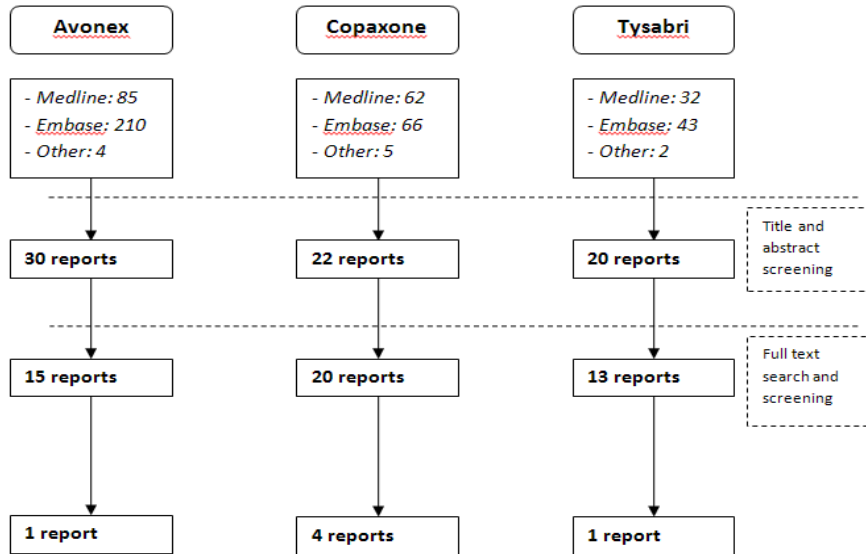 Avonex
Copaxone
Tysabri
- Medline: 85
- Embase: 210
- Other: 4
- Medline: 62
- Embase: 66
- Other: 5
- Medline: 32
- Embase: 43
- Other: 2
Title and
abstract
screening
30 reports
22 reports
20 reports
Full text
search and
screening
15 reports
20 reports
13 reports
1 report
4 reports
1 report